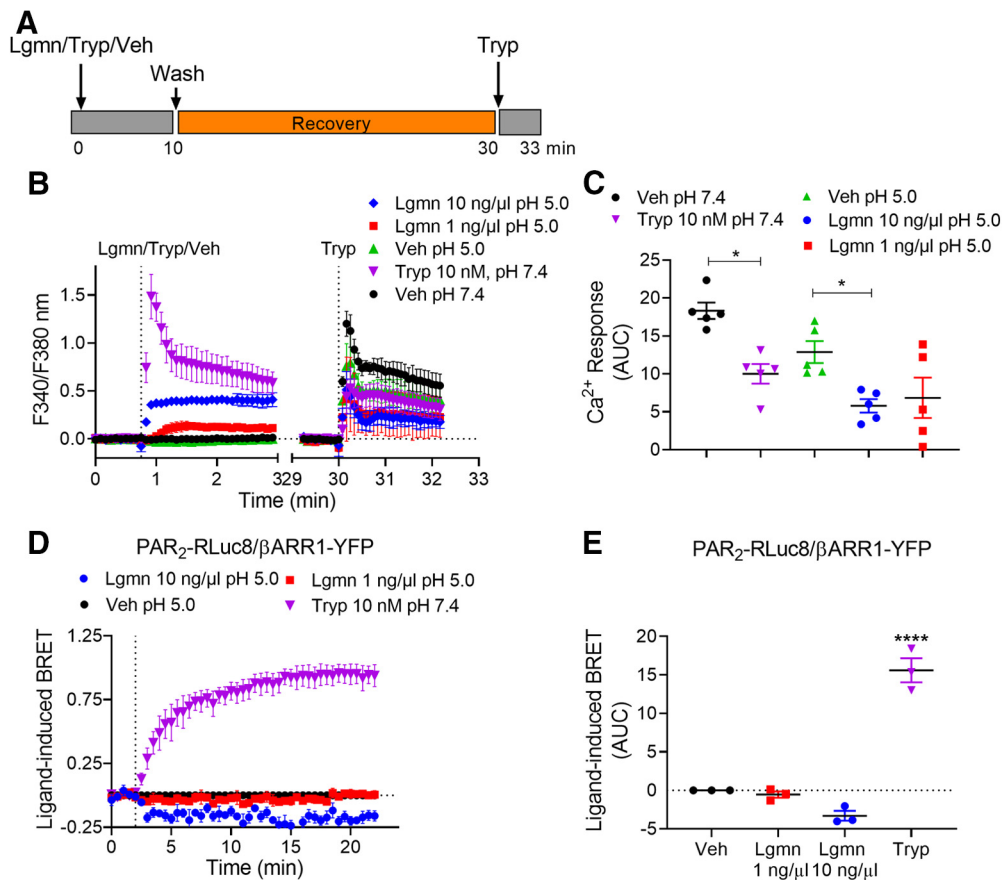 A
Lgmn/Tryp/Veh
Wash
Tryp
Recovery
0 10 30 33 min
B
Lgmn 10 ng/µl pH 5.0
Lgmn 1 ng/µl pH 5.0
Veh pH 5.0
Tryp 10 nM, pH 7.4
Veh pH 7.4
Lgmn/Tryp/Veh
Tryp
F340/F380 nm
1.5
1.0
0.5
0.0
0 1 2 329 30 31 32 33
Time (min)
C
Veh pH 7.4
Tryp 10 nM pH 7.4
Veh pH 5.0
Lgmn 10 ng/µl pH 5.0
Lgmn 1 ng/µl pH 5.0
Ca2+ Response
(AUC)
25
20
15
10
5
0
* *
D
PAR2-RLuc8/βARR1-YFP
Lgmn 10 ng/µl pH 5.0
Lgmn 1 ng/µl pH 5.0
Veh pH 5.0
Tryp 10 nM pH 7.4
Ligand-induced BRET
1.25
0.75
0.25
-0.25
0 5 10 15 20
Time (min)
E
PAR2-RLuc8/βARR1-YFP
Ligand-induced BRET
(AUC)
20
15
10
5
0
-5
****
Veh Lgmn Lgmn Tryp
1 ng/µl 10 ng/µl